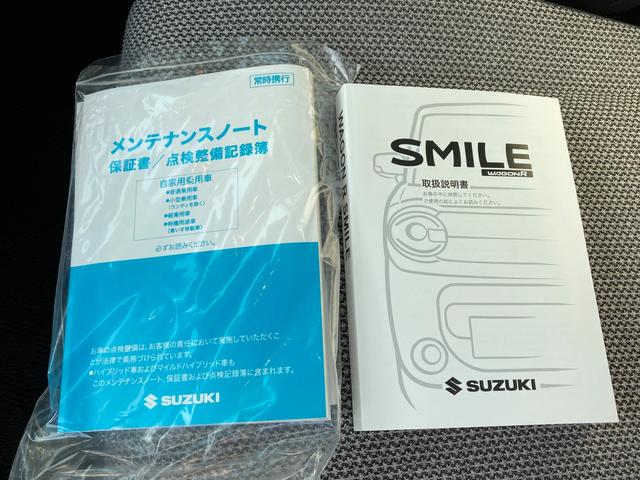 常時携行
メンテナンスノート
保証書／点検整備記録簿
自家用乗用車
●普通乗用車
●小型乗用車
(ランディを除く)
●軽乗用車
●特種用途車
(車いす移動車)
必ずお読みください。
お車の点検整備は、お客様の責任において実施していただくこ
とが法律で義務づけられています。
●ハイブリッド車およびマイルドハイブリッド車も
このメンテナンスノート、保証書および点検記録簿に含まれます。
SUZUKI
WAGON R SMILE
SMILE
WAGONR
取扱説明書
お車の中に保管してください。
ご使用の前によくお読みください。
SUZUKI